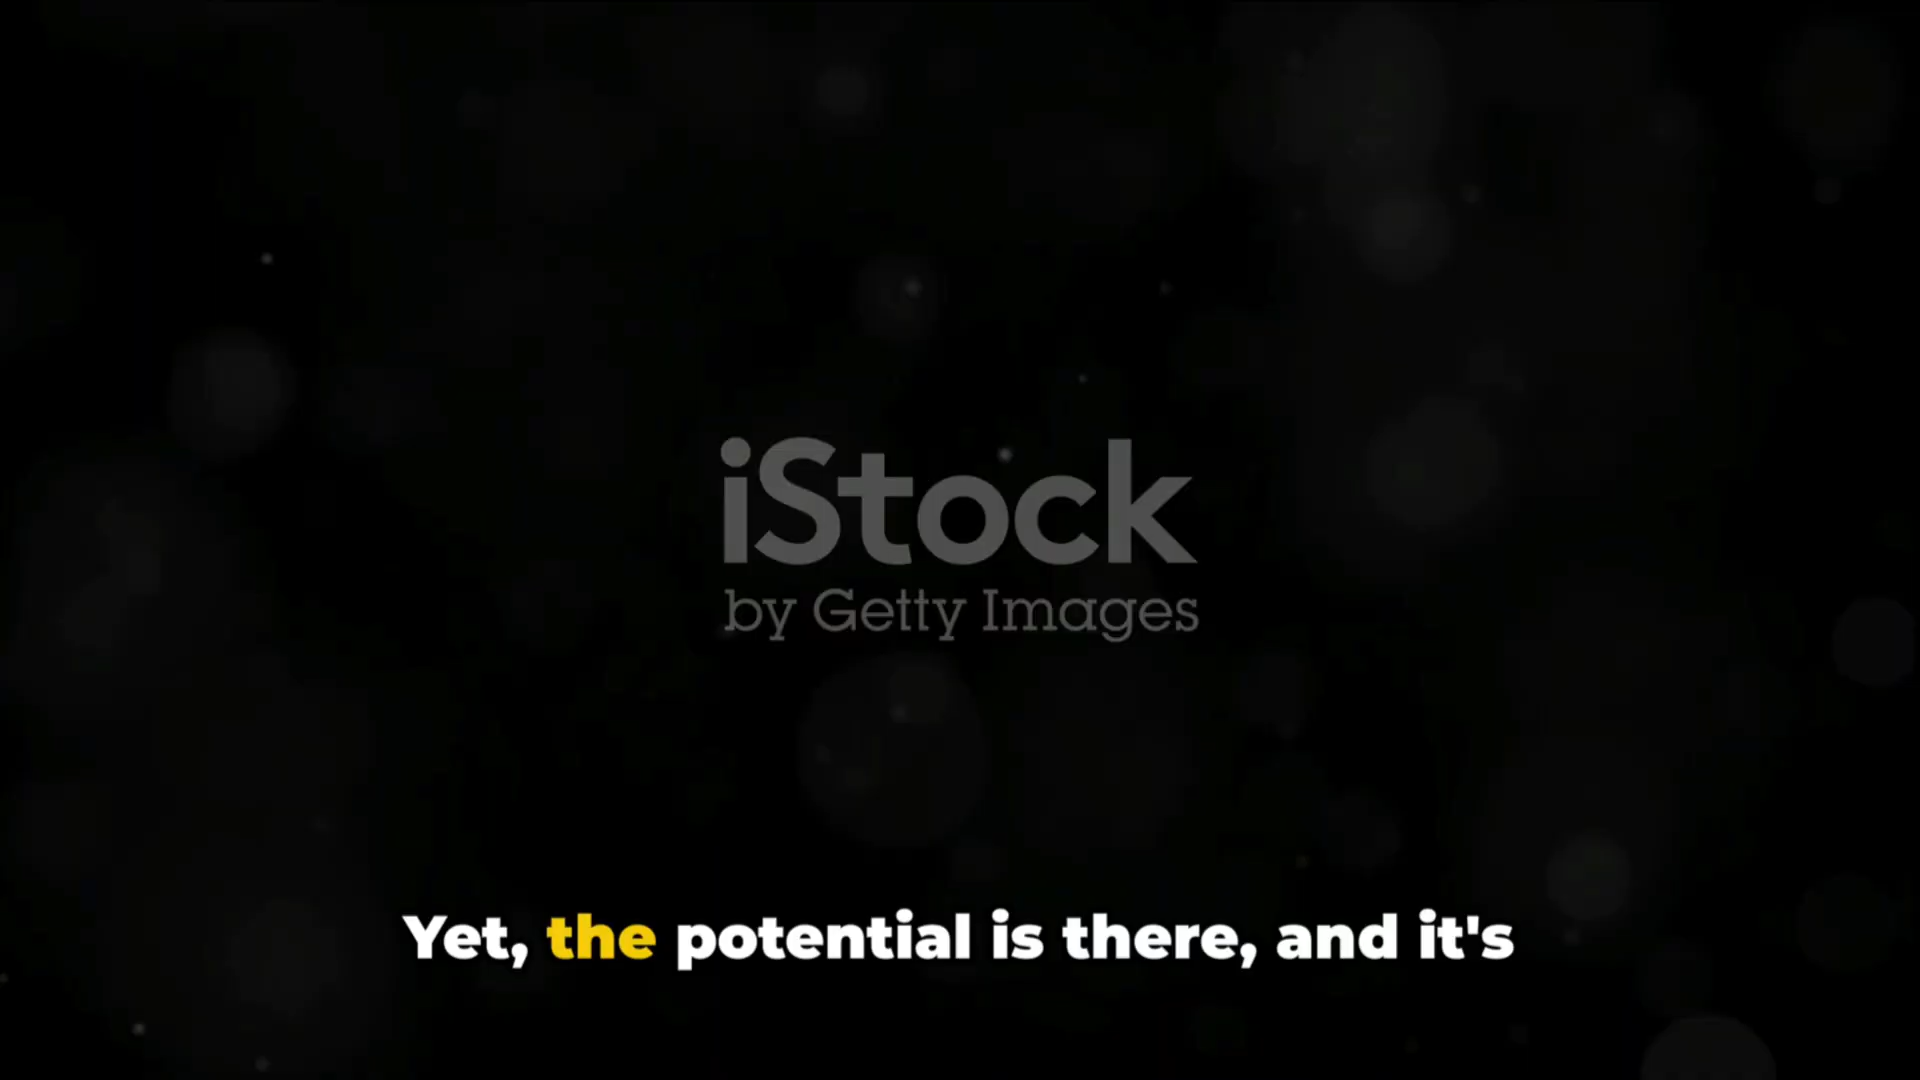 iStock
by Getty Images
Yet, the potential is there, and it's